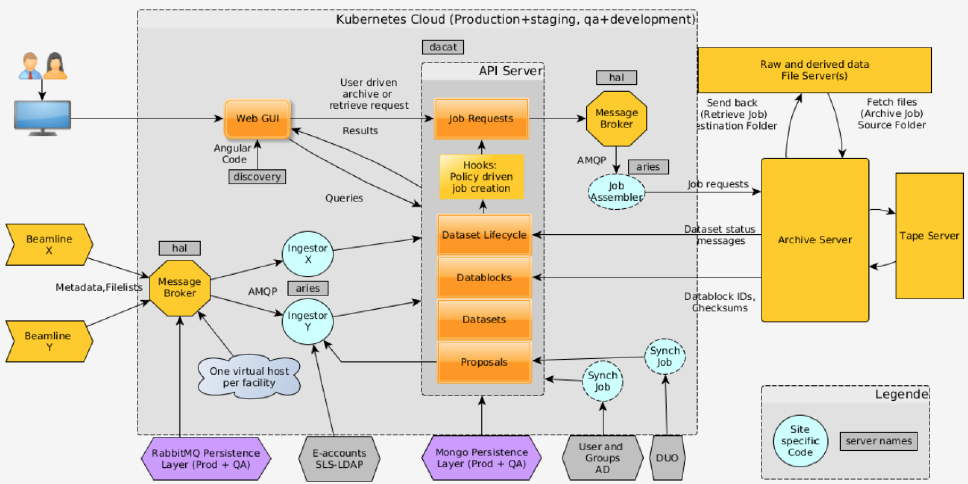 Kubernetes Cloud (Production+staging, qa+development)
dacat
API Server
hal
Raw and derived data
File Server(s)
User driven
archive or
retrieve request
Web GUI
Job Requests
Message
Broker
Send back
(Retrieve Job)
estination Folder
Fetch files
(Archive Job)
Source Folder
Results
Angular
Code
discovery
Hooks:
Policy driven
job creation
AMQP
aries
Job
Assembler
Job requests
Queries
Beamline
X
hal
Ingestor
X
Dataset Lifecycle
Dataset status
messages
Archive Server
Tape Server
Metadata,Filelists
Message
Broker
AMQP
aries
Datablocks
Datablock IDs,
Checksums
Ingestor
Y
Datasets
Beamline
Y
One virtual host
per facility
Proposals
Synch
Job
Synch
Job
Legende
Site
specific
Code
server names
RabbitMQ Persistence
Layer (Prod + QA)
E-accounts
SLS-LDAP
Mongo Persistence
Layer (Prod + QA)
User and
Groups
AD
DUO